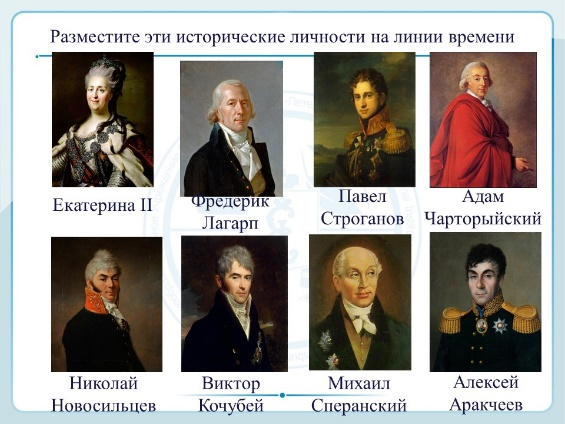 Разместите эти исторические личности на линии времени
Екатерина II
Фредерик
Лагарп
Павел
Строганов
Адам
Чарторыйский
Николай
Новосильцев
Виктор
Кочубей
Михаил
Сперанский
Алексей
Аракчеев